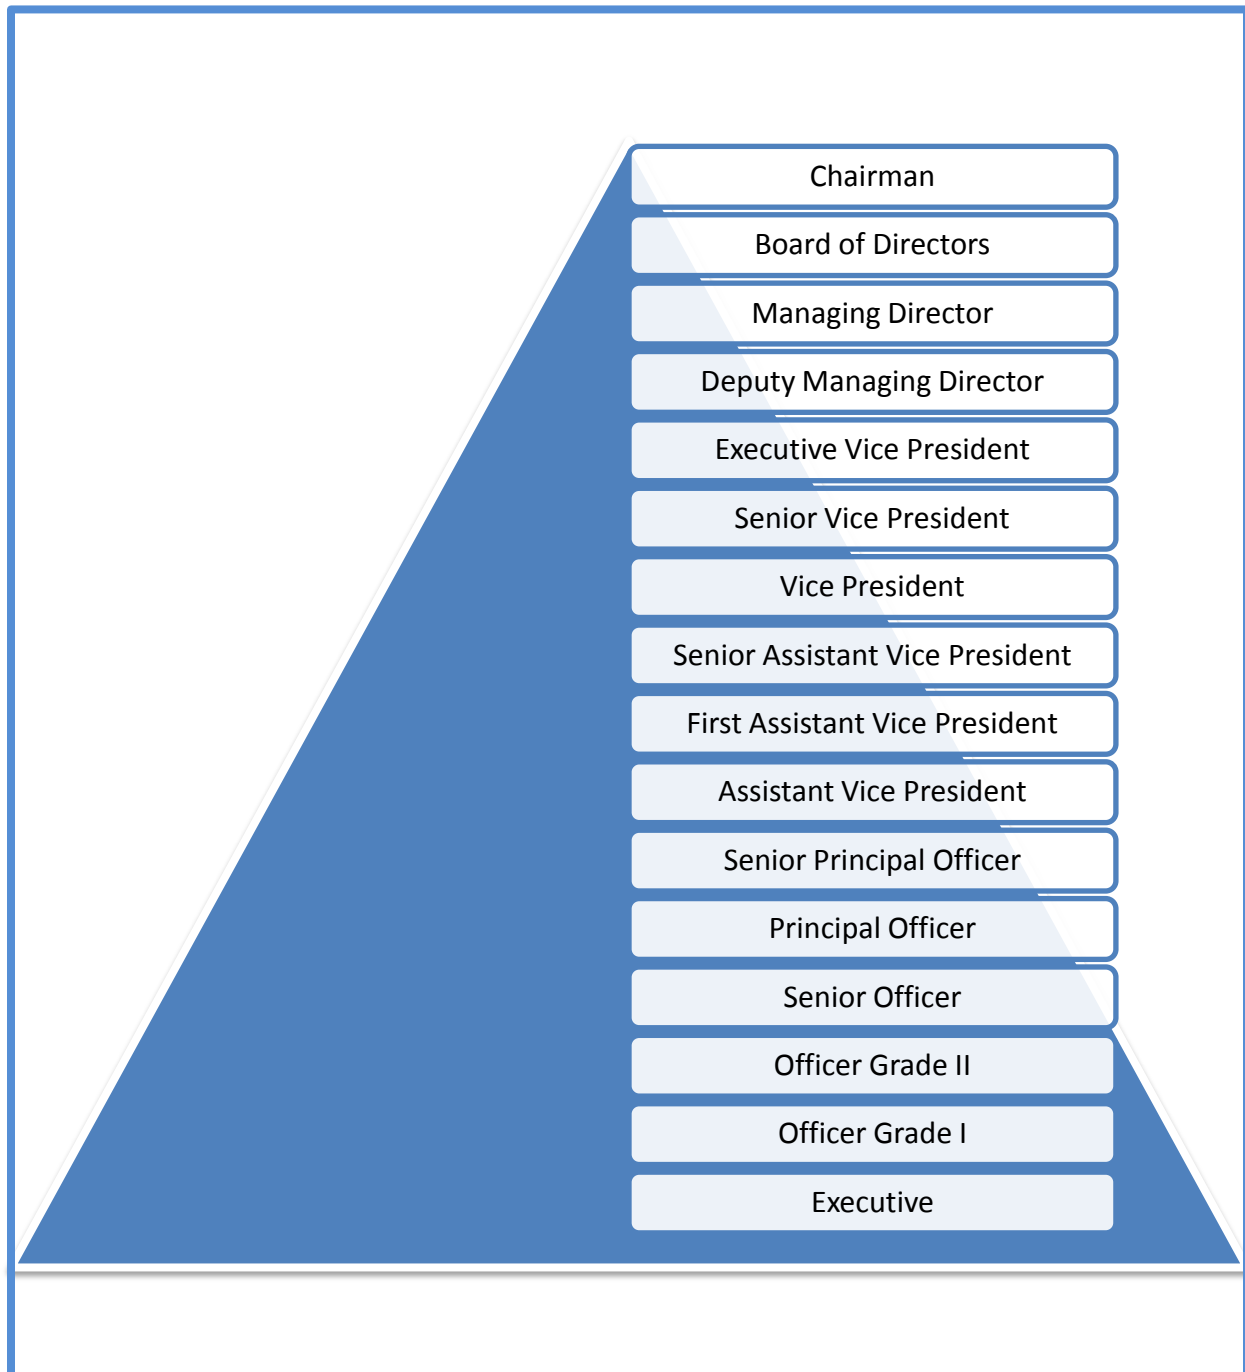 Chairman
Board of Directors
Managing Director
Deputy Managing Director
Executive Vice President
Senior Vice President
Vice President
Senior Assistant Vice President
First Assistant Vice President
Assistant Vice President
Senior Principal Officer
Principal Officer
Senior Officer
Officer Grade II
Officer Grade I
Executive